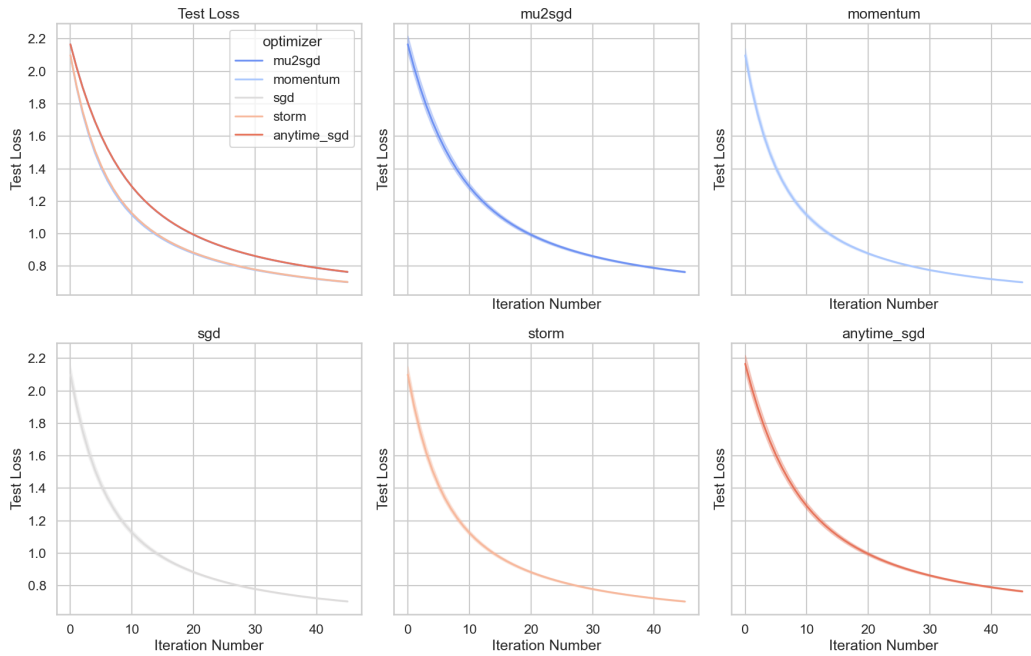 Test Loss
mu2sgd
momentum
2.2
2.0
1.8
1.6
1.4
1.2
1.0
0.8
Test Loss
optimizer
mu2sgd
momentum
sgd
storm
anytime_sgd
Test Loss
Iteration Number
Test Loss
Iteration Number
sgd
storm
anytime_sgd
2.2
2.0
1.8
1.6
1.4
1.2
1.0
0.8
Test Loss
0
10
20
30
40
Iteration Number
Test Loss
0
10
20
30
40
Iteration Number
Test Loss
0
10
20
30
40
Iteration Number